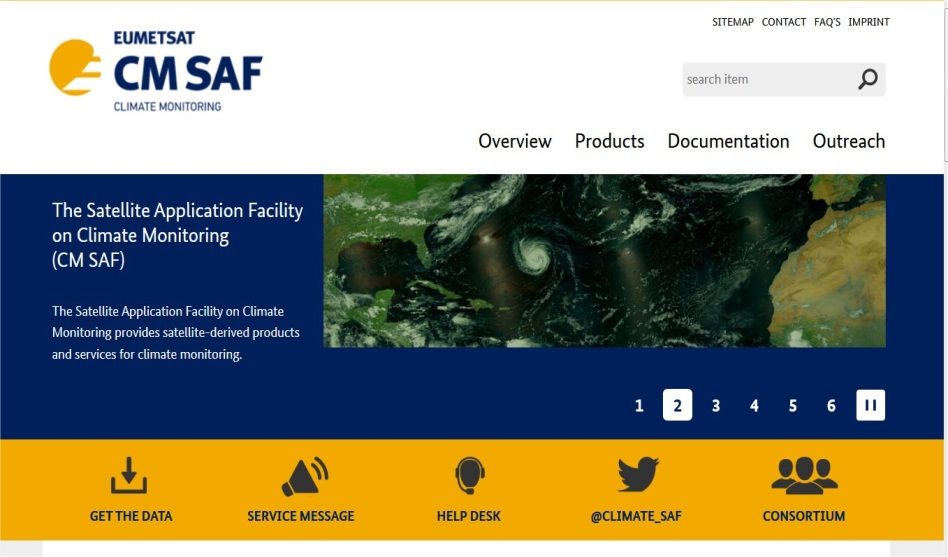 SITEMAP CONTACT FAQ'S IMPRINT
EUMETSAT
CM SAF
CLIMATE MONITORING
search item
Overview Products Documentation Outreach
The Satellite Application Facility
on Climate Monitoring
(CM SAF)
The Satellite Application Facility on Climate
Monitoring provides satellite-derived products
and services for climate monitoring.
1 2 3 4 5 6
GET THE DATA SERVICE MESSAGE HELP DESK @CLIMATE_SAF CONSORTIUM